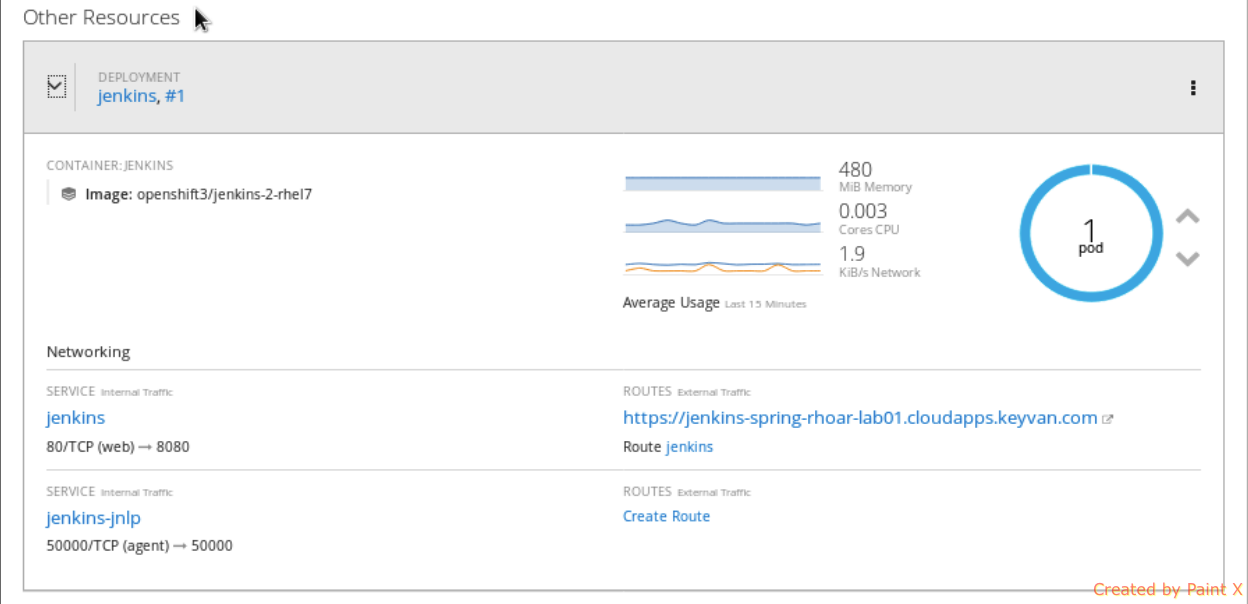 Other Resources
DEPLOYMENT
jenkins, #1
CONTAINER: JENKINS
Image: openshift3/jenkins-2-rhel7
480
MiB Memory
0.003
Cores CPU
1.9
KiB/s Network
Average Usage Last 15 Minutes
1
pod
Networking
SERVICE Internal Traffic
jenkins
80/TCP (web) → 8080
ROUTES External Traffic
https://jenkins-spring-rhoar-lab01.cloudapps.keyvan.com
Route jenkins
SERVICE Internal Traffic
jenkins-jnlp
50000/TCP (agent) → 50000
ROUTES External Traffic
Create Route
Created by Paint X